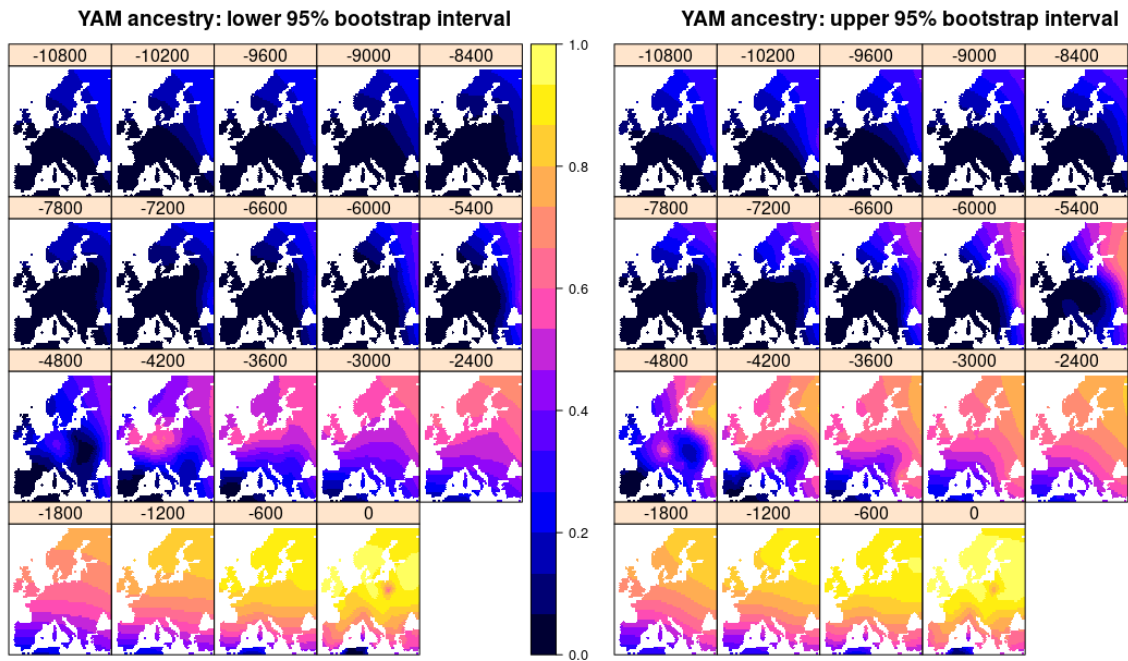 YAM ancestry: lower 95% bootstrap interval
-10800 -10200 -9600 -9000 -8400
-7800 -7200 -6600 -6000 -5400
-4800 -4200 -3600 -3000 -2400
-1800 -1200 -600 0
1.0
0.8
0.6
0.4
0.2
0.0
YAM ancestry: upper 95% bootstrap interval
-10800 -10200 -9600 -9000 -8400
-7800 -7200 -6600 -6000 -5400
-4800 -4200 -3600 -3000 -2400
-1800 -1200 -600 0